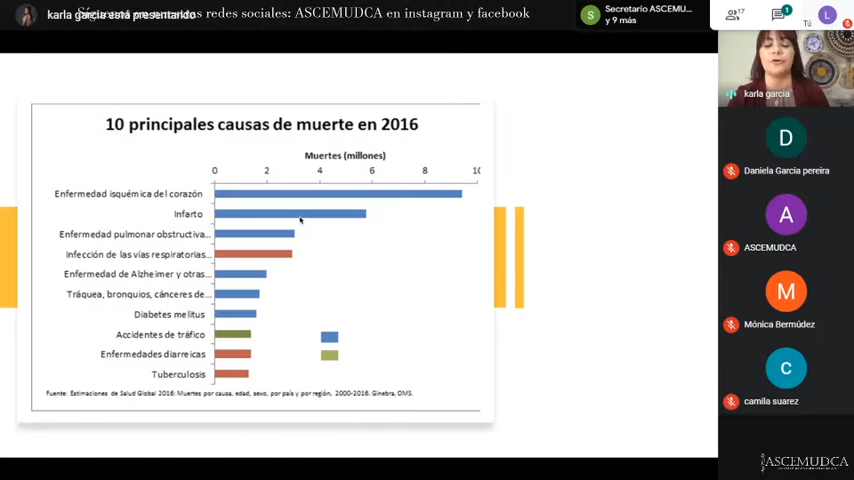 Síguenos en nuestras redes sociales: ASCEMUDCA en instagram y facebook
karla garcia está presentando
Secretario ASCEMU...
y 9 más
17
1
Tú
L
S
karla garcia
10 principales causas de muerte en 2016
Muertes (millones)
0 2 4 6 8 10
Enfermedad isquémica del corazón
Infarto
Enfermedad pulmonar obstructiva...
Infección de las vías respiratorias...
Enfermedad de Alzheimer y otras...
Tráquea, bronquios, cánceres de...
Diabetes melitus
Accidentes de tráfico
Enfermedades diarreicas
Tuberculosis
Fuente: Estimaciones de Salud Global 2016: Muertes por causa, edad, sexo, por país y por región, 2000-2016. Ginebra, OMS.
D
Daniela Garcia pereira
A
ASCEMUDCA
M
Mónica Bermúdez
c
camila suarez
ASCEMUDCA